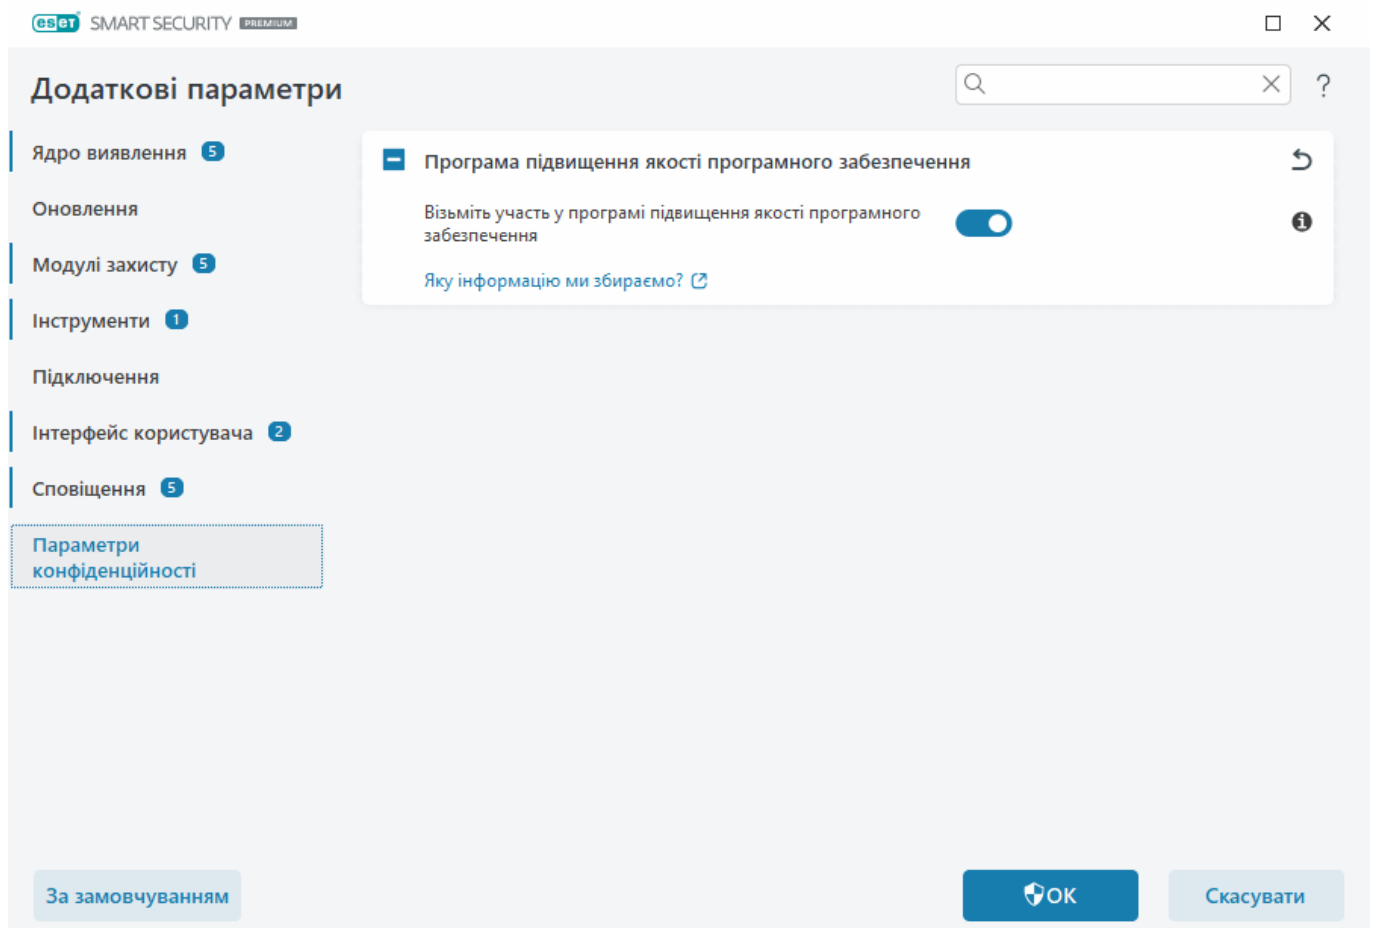 eset SMART SECURITY PREMIUM
Додаткові параметри
?
Ядро виявлення 5
Оновлення
Модулі захисту 5
Інструменти 1
Підключення
Інтерфейс користувача 2
Сповіщення 5
Параметри
конфіденційності
Програма підвищення якості програмного забезпечення
Візьміть участь у програмі підвищення якості програмного
забезпечення
Яку інформацію ми збираємо?
За замовчуванням
ОК
Скасувати